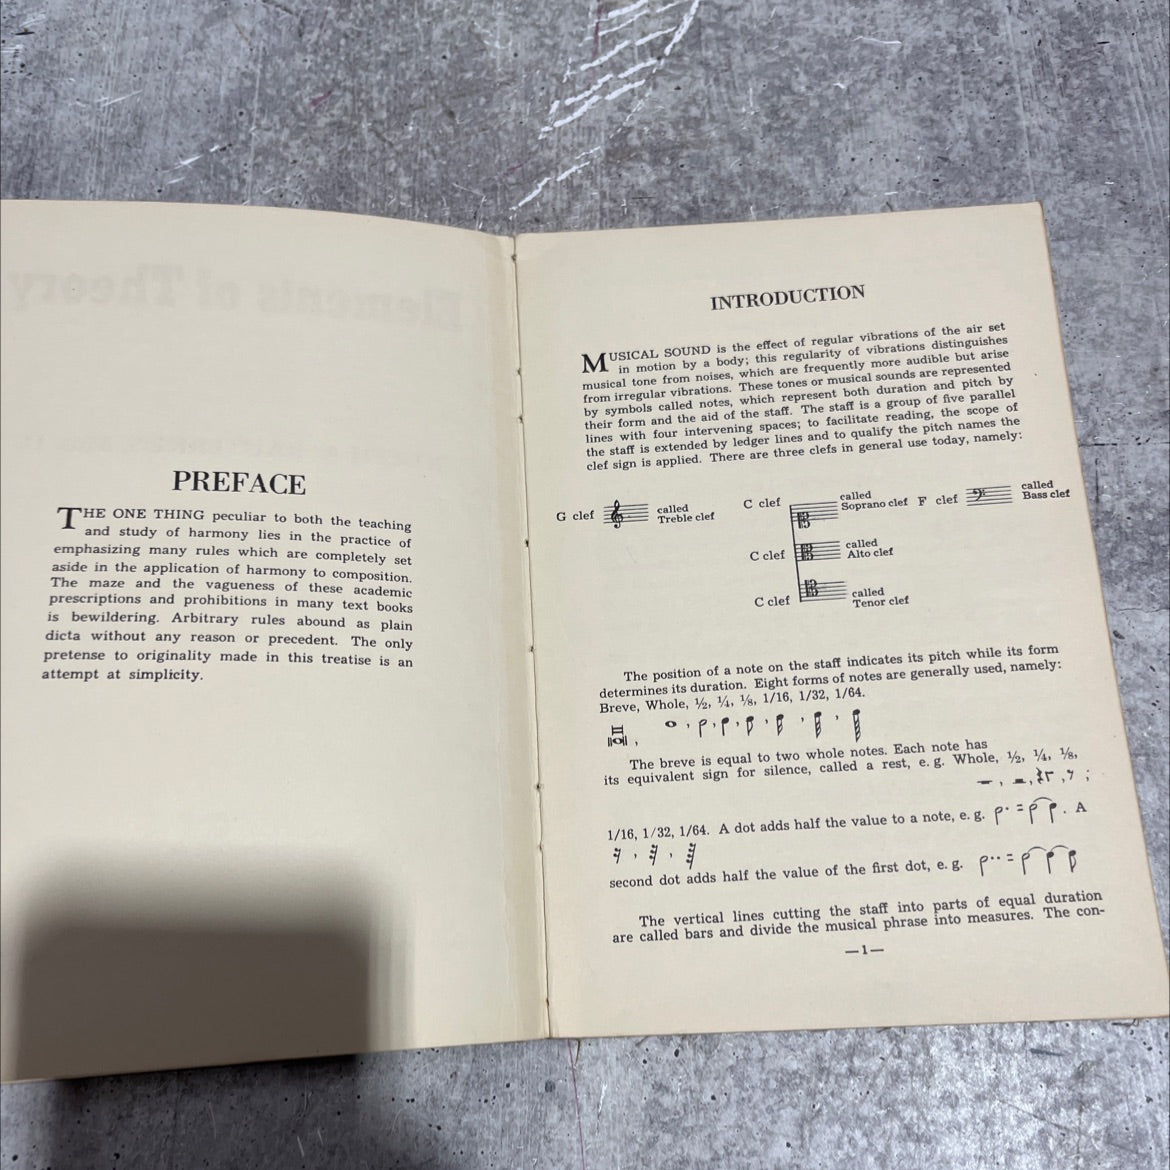 PREFACE
THE ONE THING peculiar to both the teaching
and study of harmony lies in the practice of
emphasizing many rules which are completely set
aside in the application of harmony to composition.
The maze and the vagueness of these academic
prescriptions and prohibitions in many text books
is bewildering. Arbitrary rules abound as plain
dicta without any reason or precedent. The only
pretense to originality made in this treatise is an
attempt at simplicity.
INTRODUCTION
MUSICAL SOUND is the effect of regular vibrations of the air set
in motion by a body; this regularity of vibrations distinguishes
musical tone from noises, which are frequently more audible but arise
from irregular vibrations. These tones or musical sounds are represented
by symbols called notes, which represent both duration and pitch by
their form and the aid of the staff. The staff is a group of five parallel
lines with four intervening spaces; to facilitate reading, the scope of
the staff is extended by ledger lines and to qualify the pitch names the
clef sign is applied. There are three clefs in general use today, namely:
G clef called
Treble clef
C clef called
Soprano clef
F clef called
Bass clef
C clef called
Alto clef
C clef called
Tenor clef
The position of a note on the staff indicates its pitch while its form
determines its duration. Eight forms of notes are generally used, namely:
Breve, Whole, ½, ¼, ⅛, 1/16, 1/32, 1/64.
The breve is equal to two whole notes. Each note has
its equivalent sign for silence, called a rest, e. g. Whole, ½, ¼, ⅛,
1/16, 1/32, 1/64. A dot adds half the value to a note, e. g. = . A
second dot adds half the value of the first dot, e. g. =
The vertical lines cutting the staff into parts of equal duration
are called bars and divide the musical phrase into measures. The con-
—1—